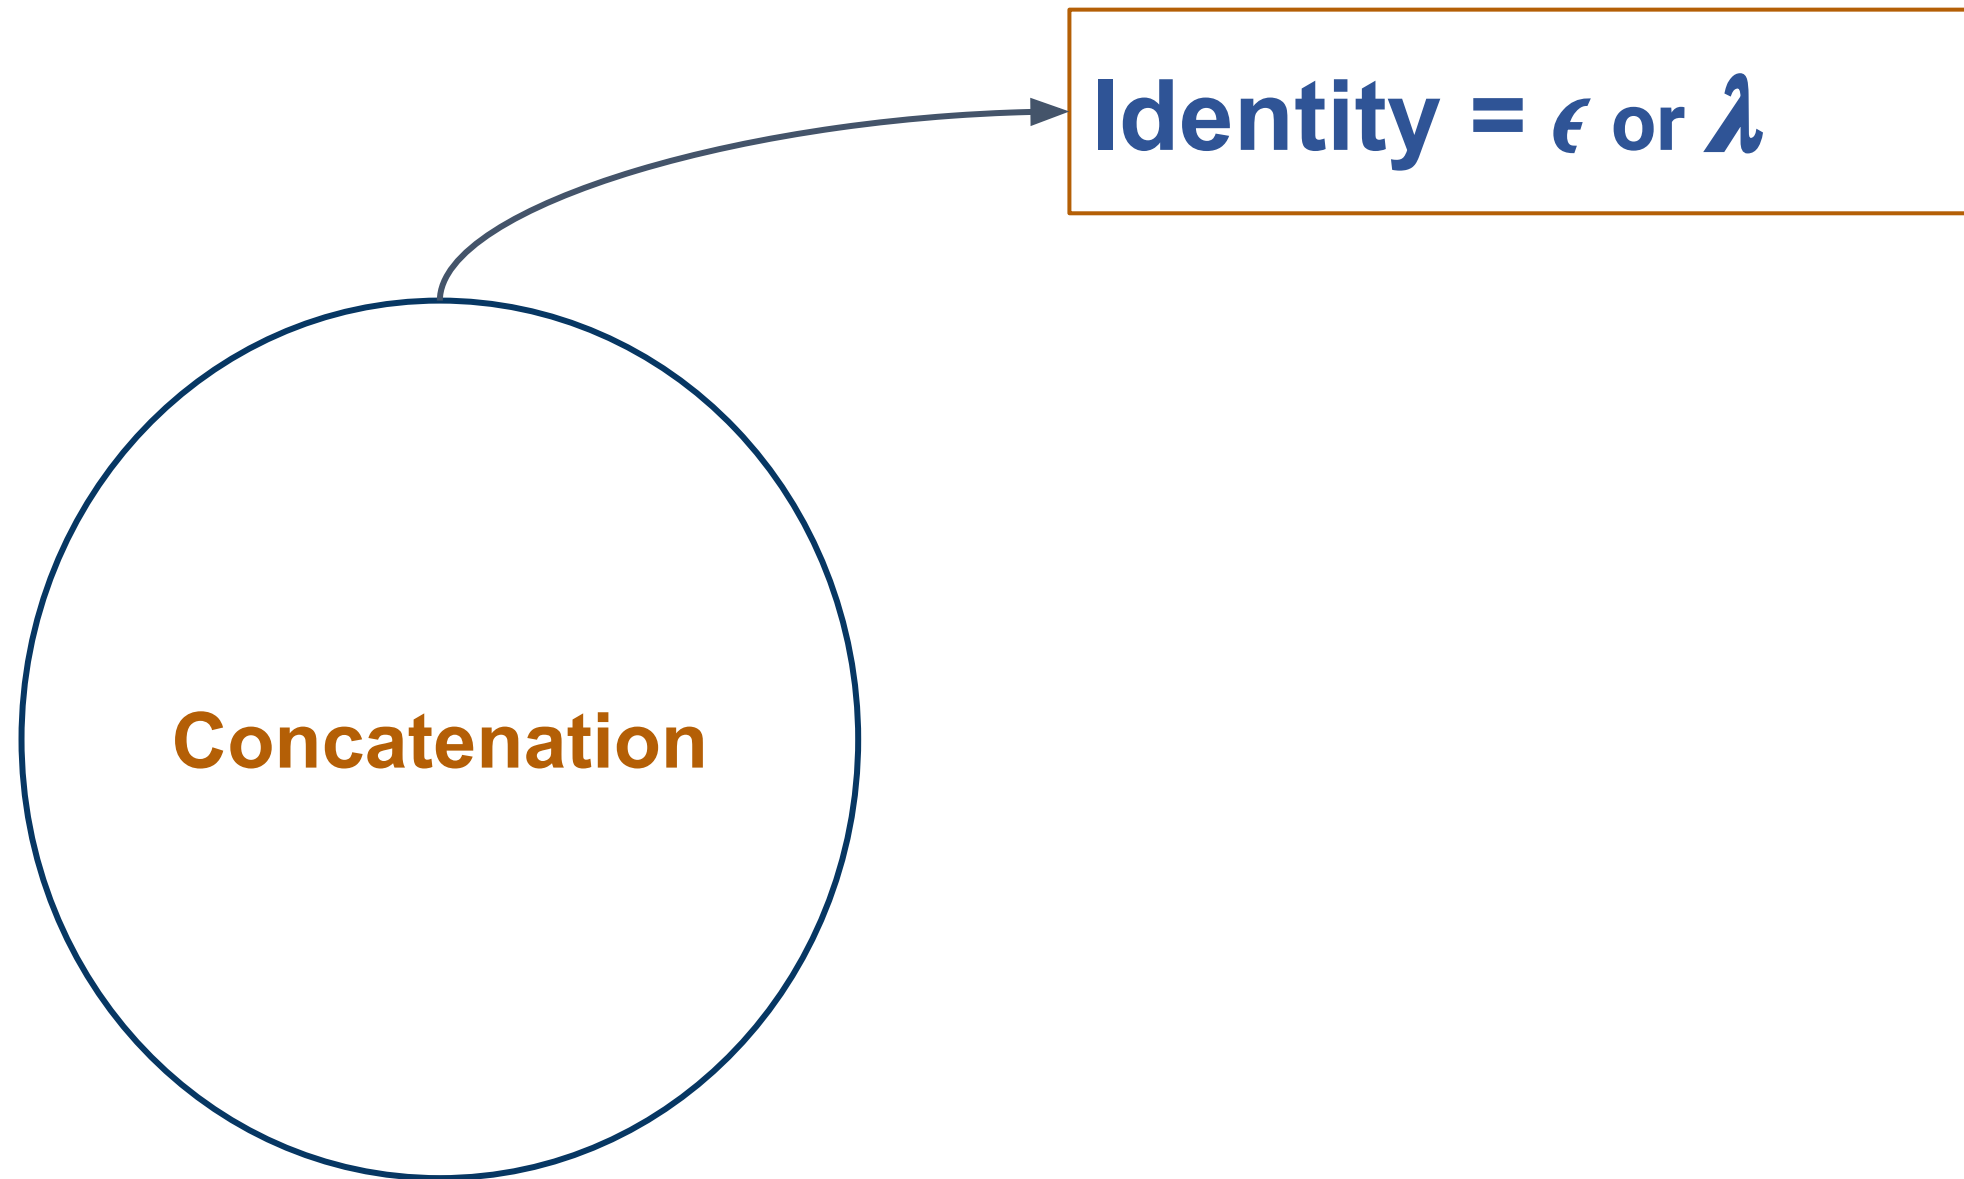 Identity = ϵ or λ
Concatenation